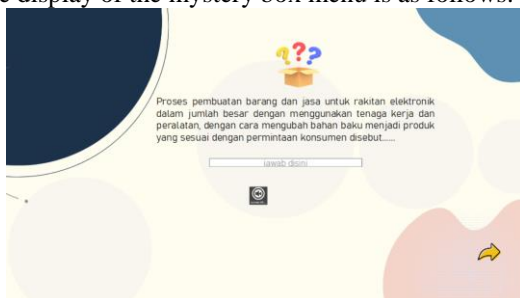 e display of the mystery box menu is as follows.
Proses pembuatan barang dan jasa untuk rakitan elektronik
dalam jumlah besar dengan menggunakan tenaga kerja dan
peralatan, dengan cara mengubah bahan baku menjadi produk
yang sesuai dengan permintaan konsumen disebut......
jawab disini